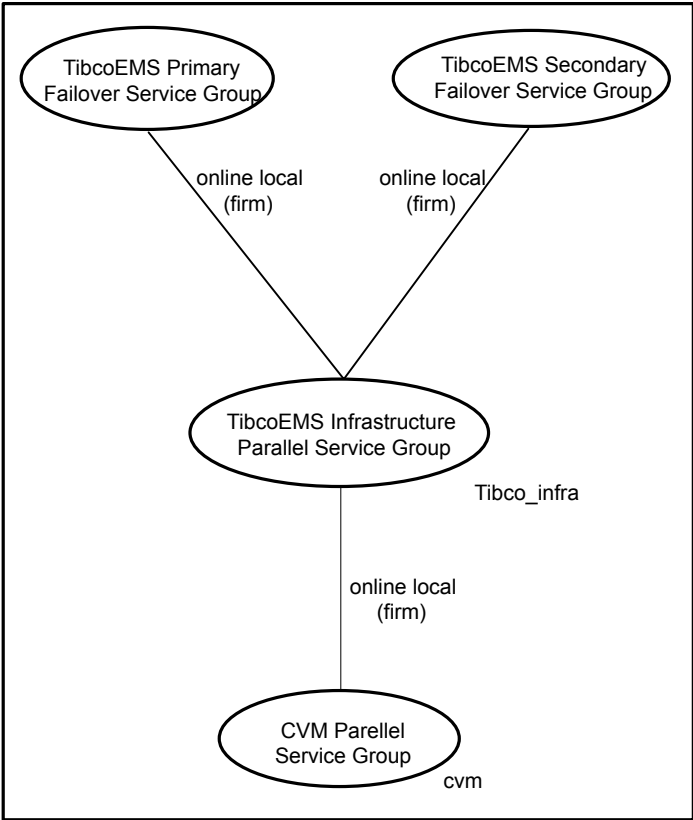 TibcoEMS Primary
Failover Service Group
TibcoEMS Secondary
Failover Service Group
online local
(firm)
online local
(firm)
TibcoEMS Infrastructure
Parallel Service Group
Tibco_infra
online local
(firm)
CVM Parellel
Service Group
cvm